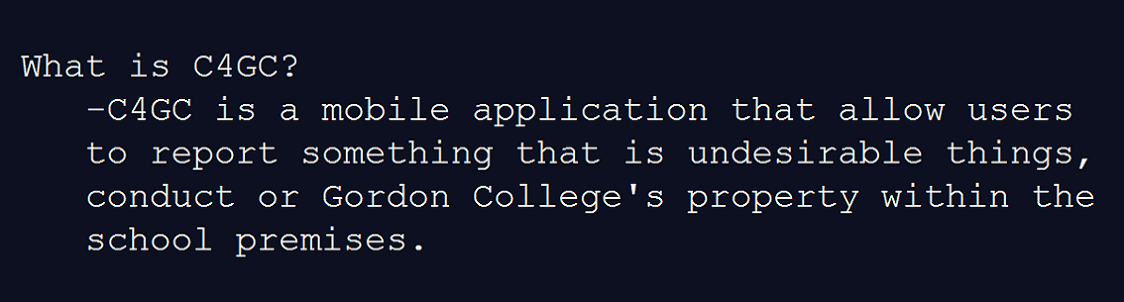 What is C4GC?
-C4GC is a mobile application that allow users
to report something that is undesirable things,
conduct or Gordon College's property within the
school premises.